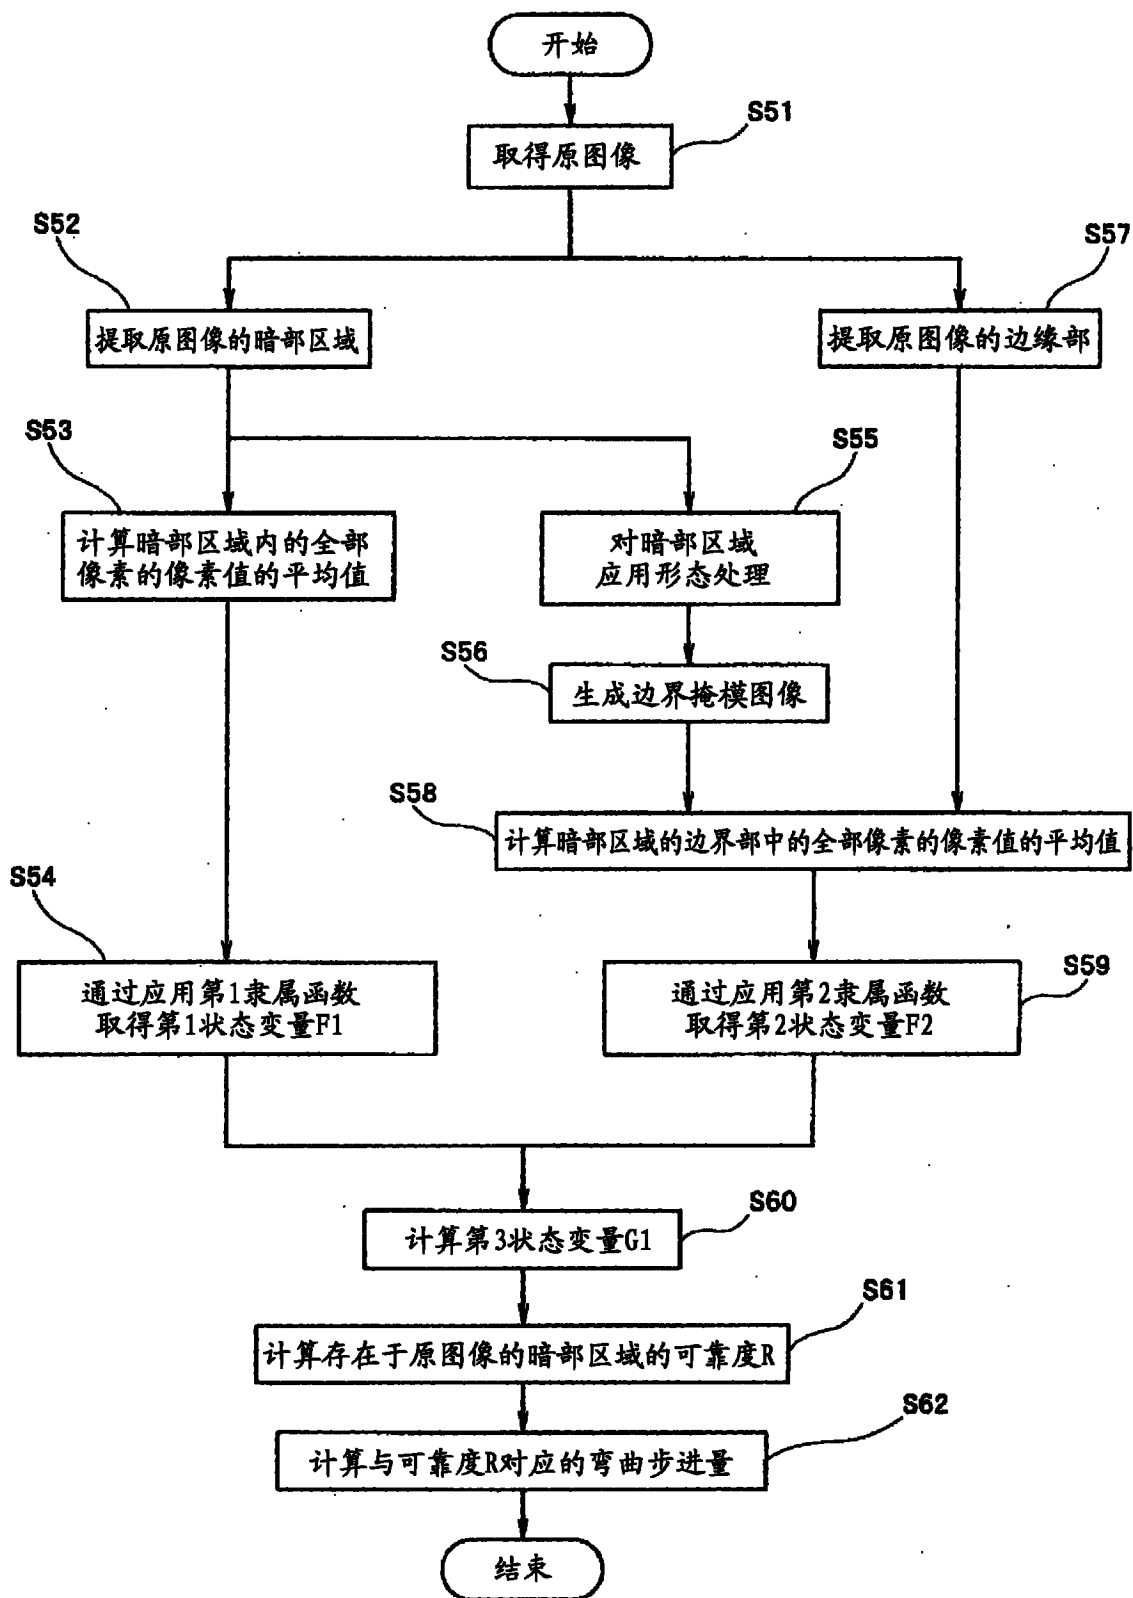 开始
S51
取得原图像
S52
S57
提取原图像的暗部区域
提取原图像的边缘部
S53
S55
计算暗部区域内的全部
像素的像素值的平均值
对暗部区域
应用形态处理
S56
生成边界掩模图像
S58
计算暗部区域的边界部中的全部像素的像素值的平均值
S54
S59
通过应用第1隶属函数
取得第1状态变量F1
通过应用第2隶属函数
取得第2状态变量F2
S60
计算第3状态变量G1
S61
计算存在于原图像的暗部区域的可靠度R
S62
计算与可靠度R对应的弯曲步进量
结束